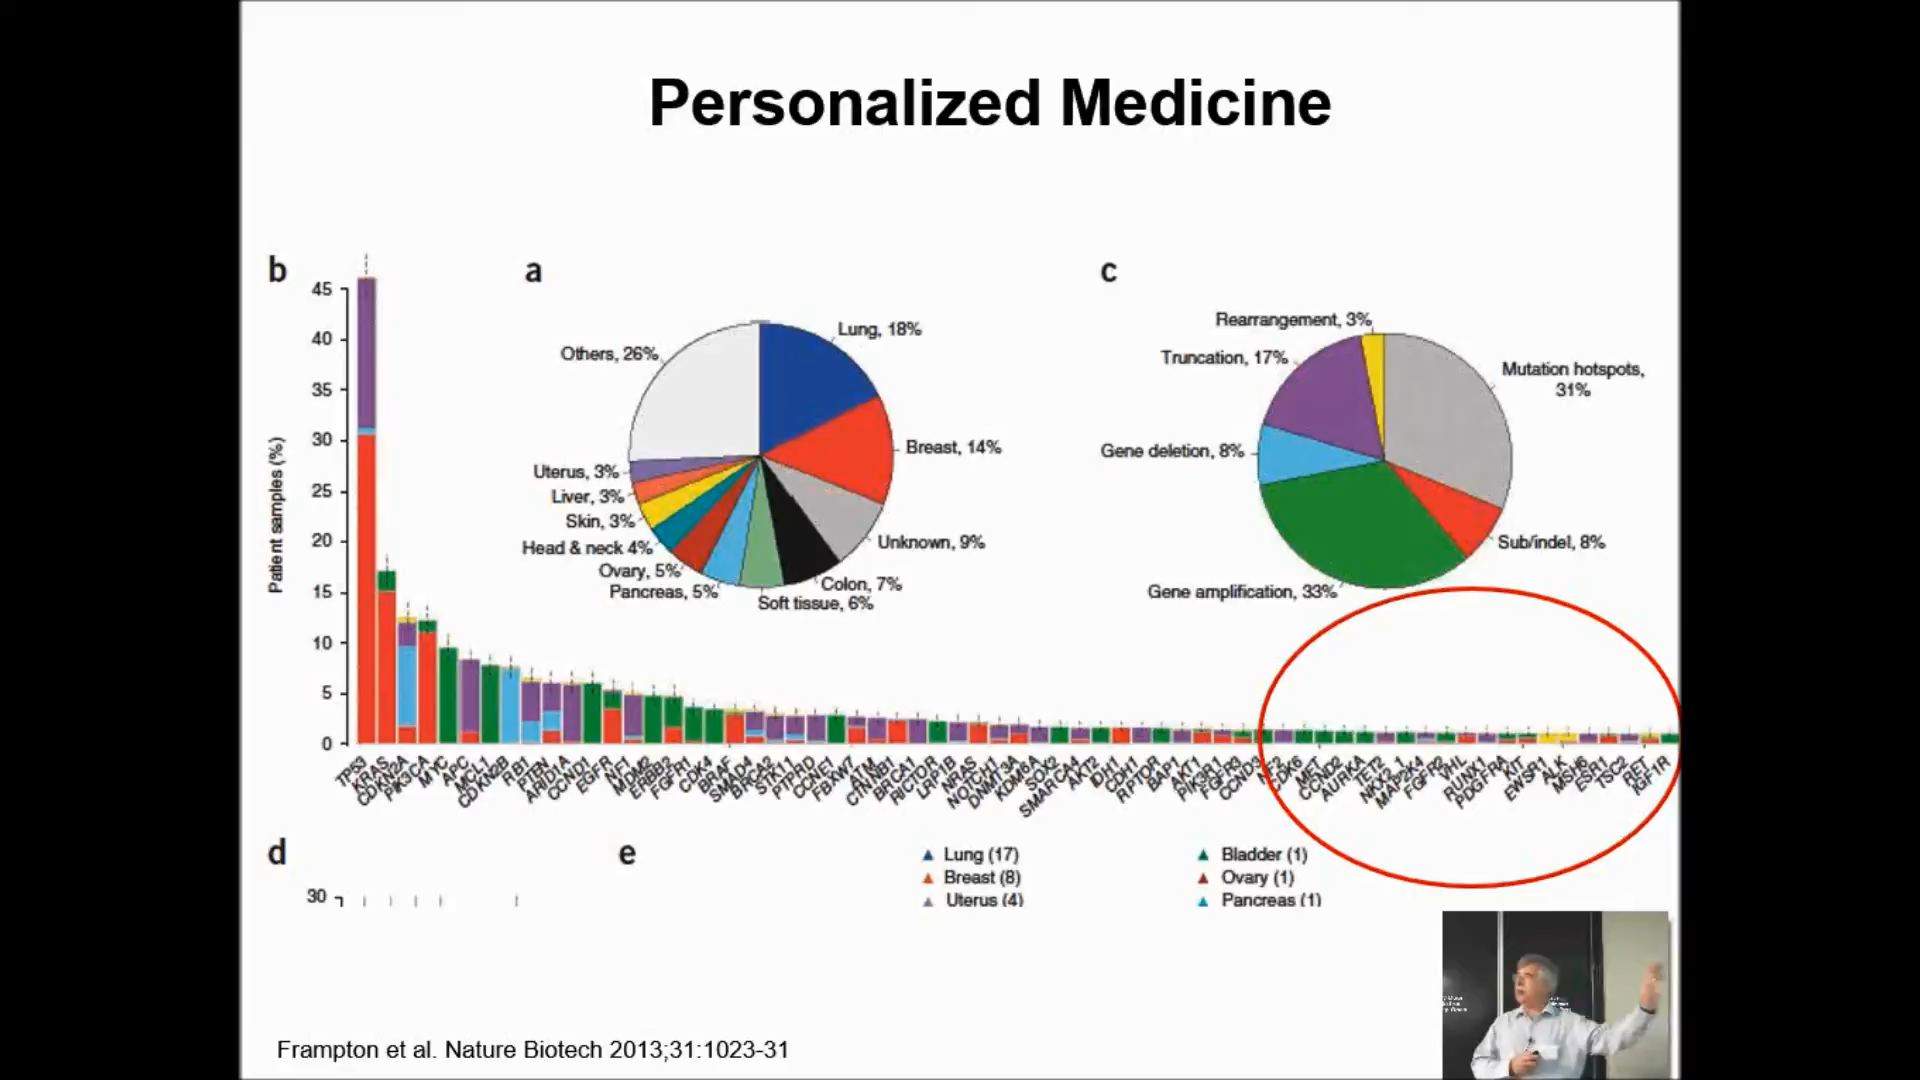 Personalized Medicine
b
a
c
Patient samples (%)
45
40
35
30
25
20
15
10
5
0
Lung, 18%
Breast, 14%
Unknown, 9%
Colon, 7%
Soft tissue, 6%
Pancreas, 5%
Ovary, 5%
Head & neck 4%
Skin, 3%
Liver, 3%
Uterus, 3%
Others, 26%
Rearrangement, 3%
Truncation, 17%
Gene deletion, 8%
Gene amplification, 33%
Sub/indel, 8%
Mutation hotspots,
31%
TP53
KRAS
CDKN2A
PIK3CA
MYC
APC
MCL1
CDKN2B
RB1
PTEN
ARID1A
CCND1
EGFR
NF1
MDM2
ERBB2
FGFR1
CDK4
BRAF
SMAD4
BRCA2
STK11
PTPRD
CCNE1
FBXW7
ATM
CTNNB1
BRCA1
RICTOR
LRP1B
NRAS
NOTCH1
DNMT3A
KDM6A
SOX2
SMARCA4
AKT2
IDH1
CDH1
RPTOR
BAP1
AKT1
PIK3R1
FGFR3
CCND3
NF2
CDK6
MET
CCND2
AURKA
TET2
NKX2_1
MAP2K4
FGFR2
VHL
RUNX1
PDGFRA
KIT
EWSR1
ALK
MSH6
ESR1
TSC2
RET
IGF1R
d
30
e
Lung (17)
Breast (8)
Uterus (4)
Bladder (1)
Ovary (1)
Pancreas (1)
Frampton et al. Nature Biotech 2013;31:1023-31